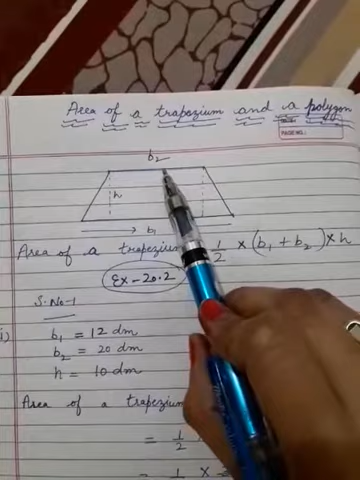 Area of a trapezium and a polygon
PAGE NO.:
b₂
h
b₁
Area of a trapezium 1/2 × (b₁ + b₂) × h
Ex - 20.2
S.No-1
i) b₁ = 12 dm
b₂ = 20 dm
h = 10 dm
Area of a trapezium
= 1/2
= 1 ×